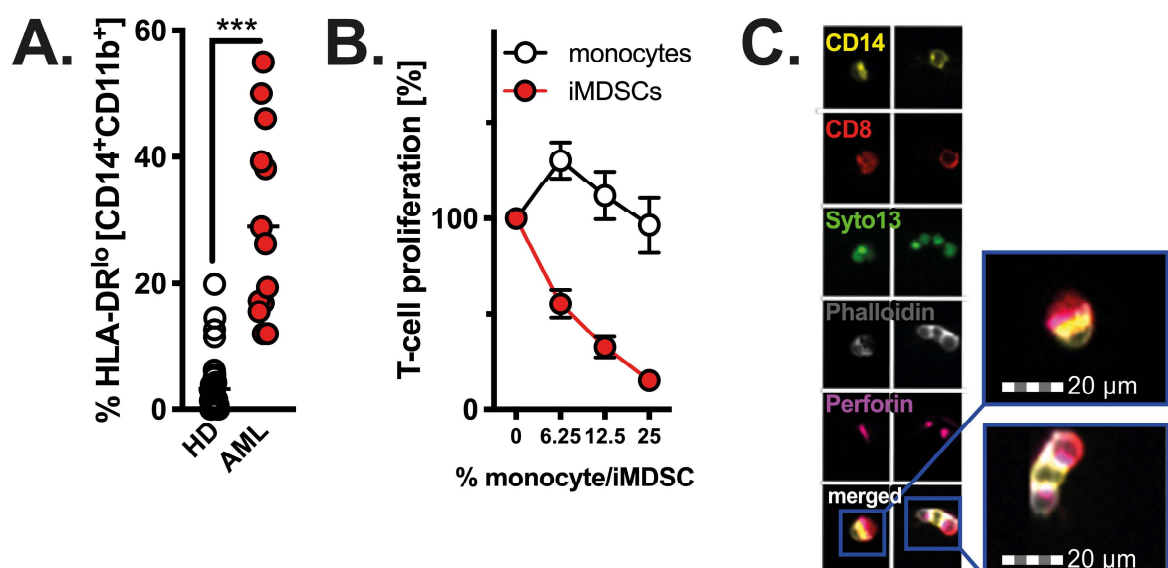 A.
% HLA-DRlo [CD14+CD11b+]
60
40
20
0
***
HD
AML
B.
T-cell proliferation [%]
monocytes
iMDSCs
100
0
0 6.25 12.5 25
% monocyte/iMDSC
C.
CD14
CD8
Syto13
Phalloidin
Perforin
merged
20 µm
20 µm